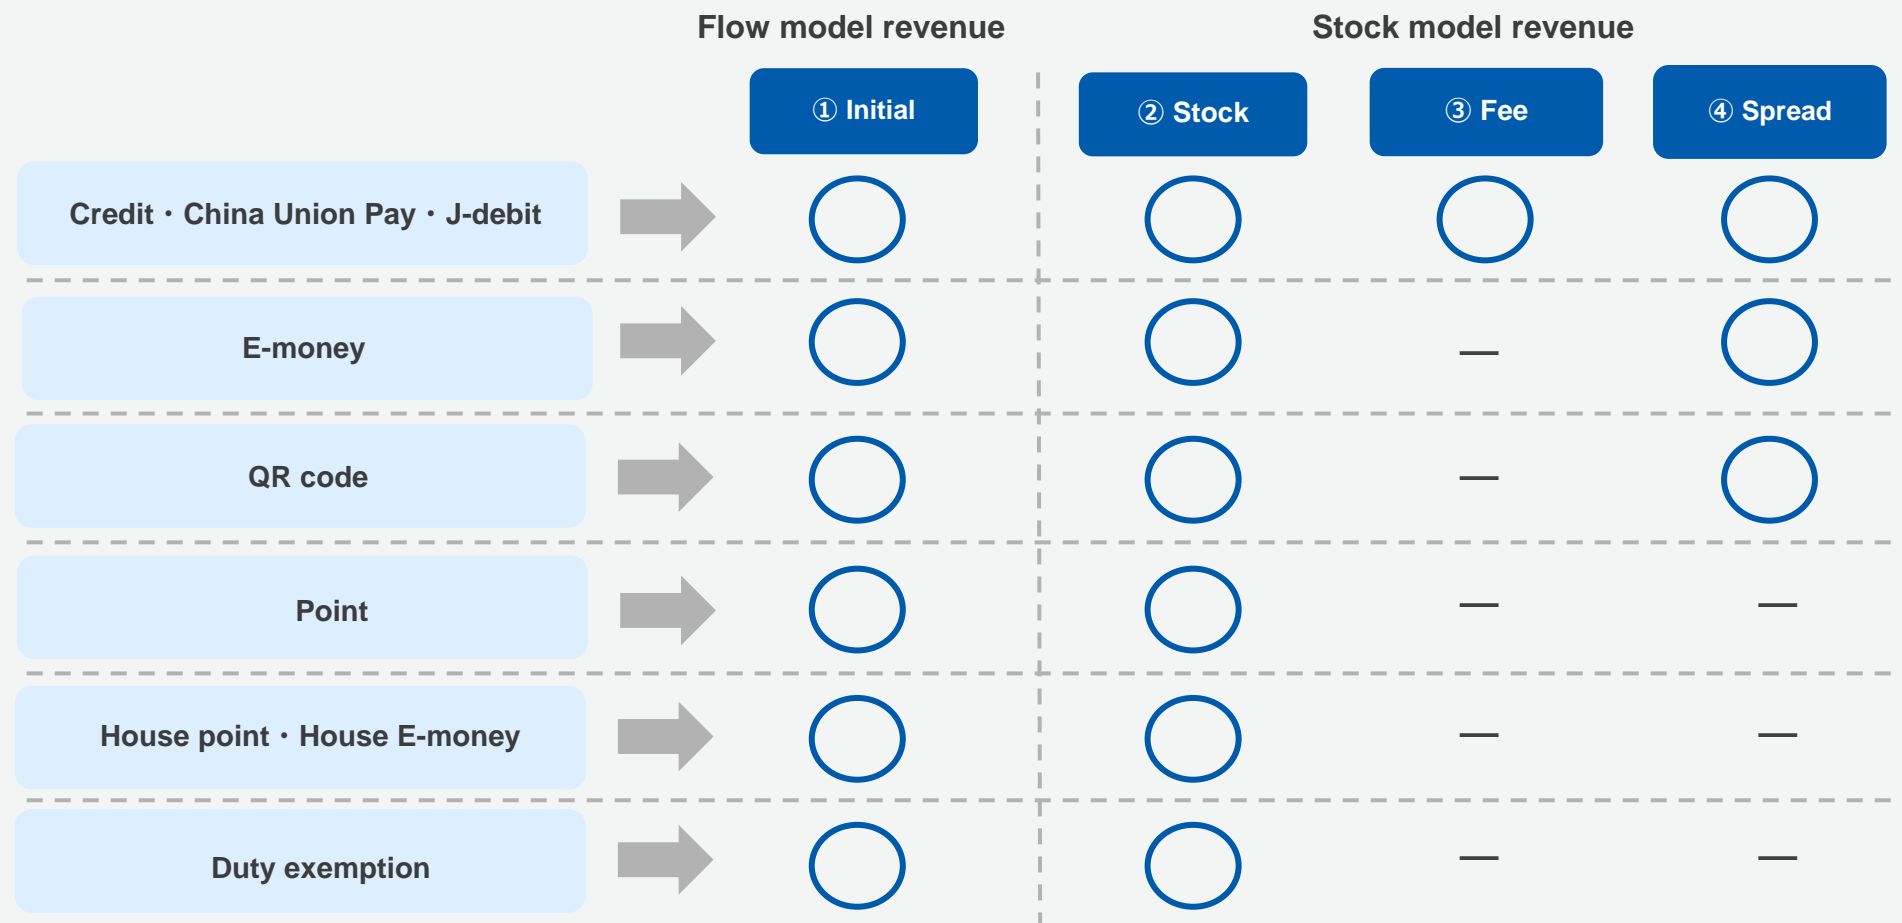 Flow model revenue
Stock model revenue
① Initial
② Stock
③ Fee
④ Spread
Credit・China Union Pay・J-debit
E-money
—
QR code
—
Point
— —
House point・House E-money
— —
Duty exemption
— —